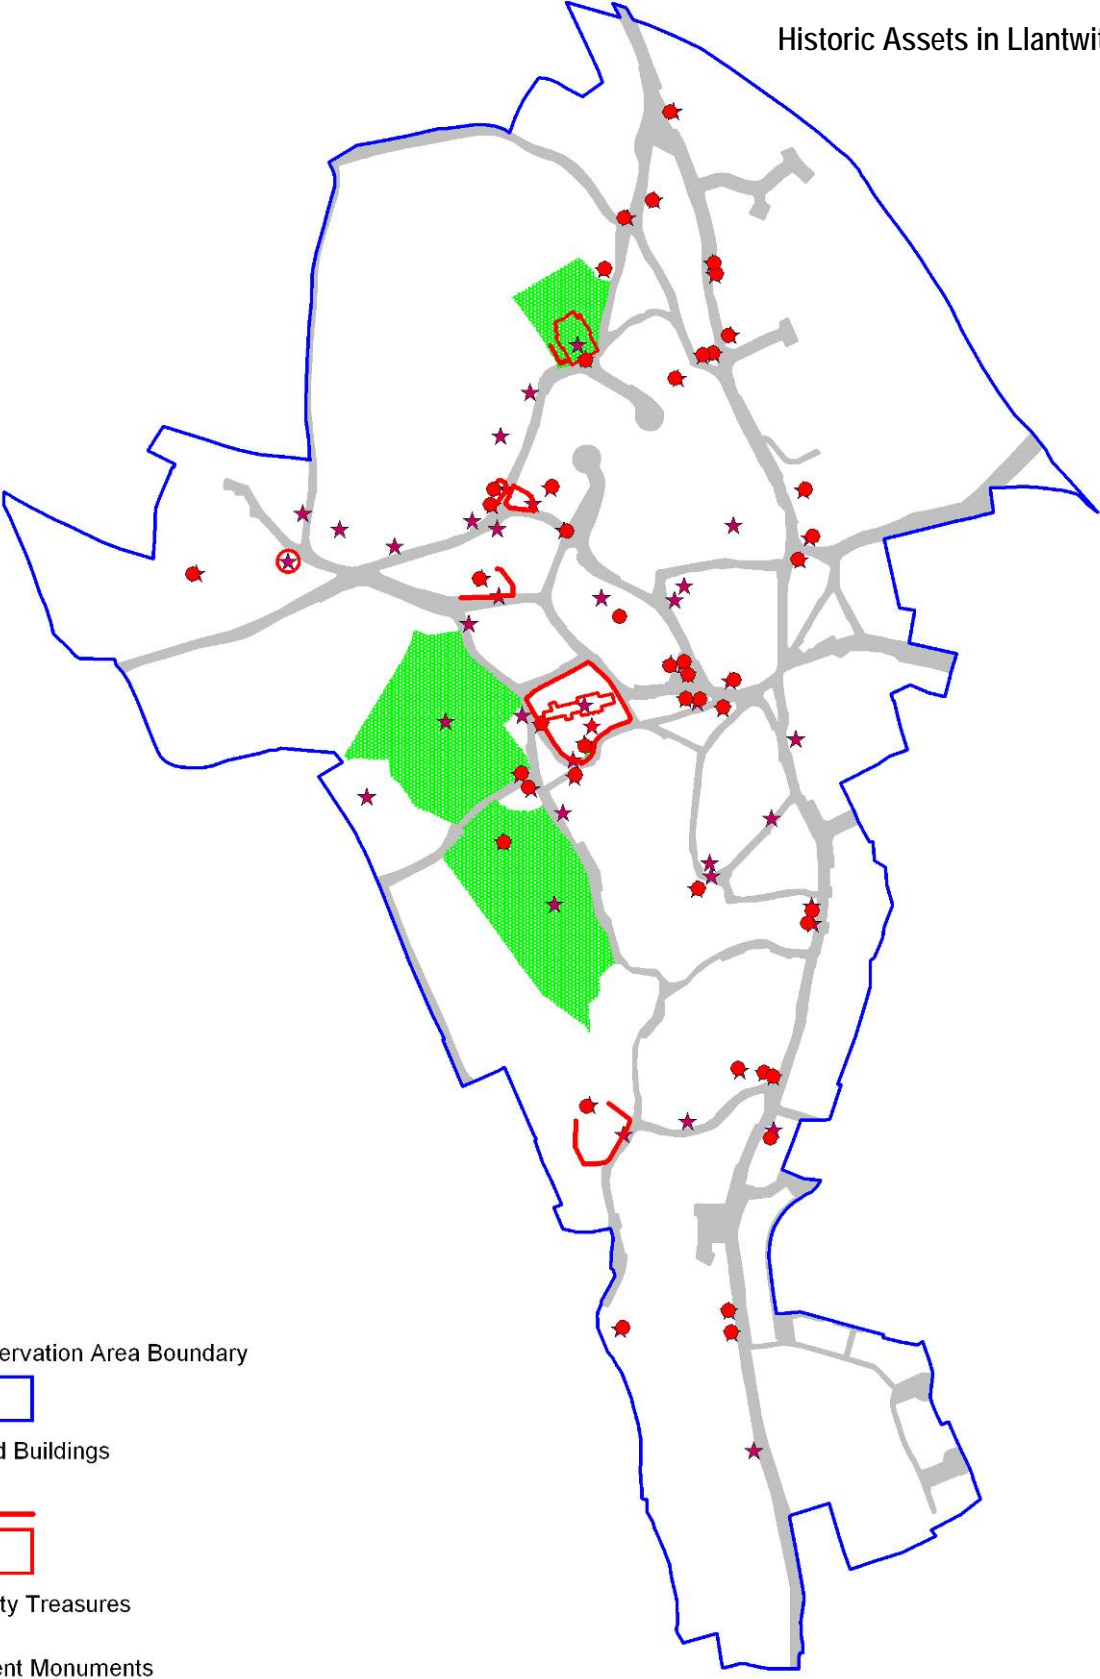 Historic Assets in Llantwit
ervation Area Boundary
d Buildings
ty Treasures
ent Monuments